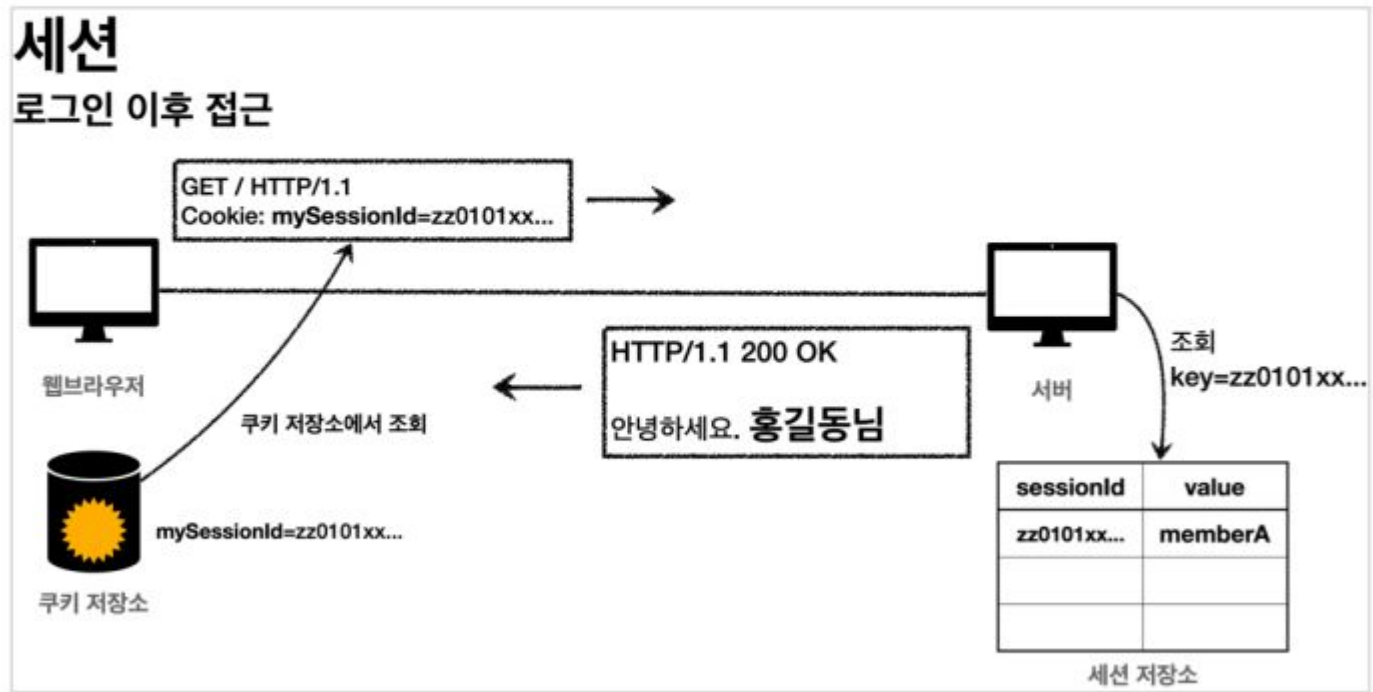 세션
로그인 이후 접근
GET / HTTP/1.1
Cookie: mySessionId=zz0101xx...
웹브라우저
서버
조회
key=zz0101xx...
HTTP/1.1 200 OK
안녕하세요. 홍길동님
쿠키 저장소에서 조회
mySessionId=zz0101xx...
쿠키 저장소
sessionId value
zz0101xx... memberA
세션 저장소